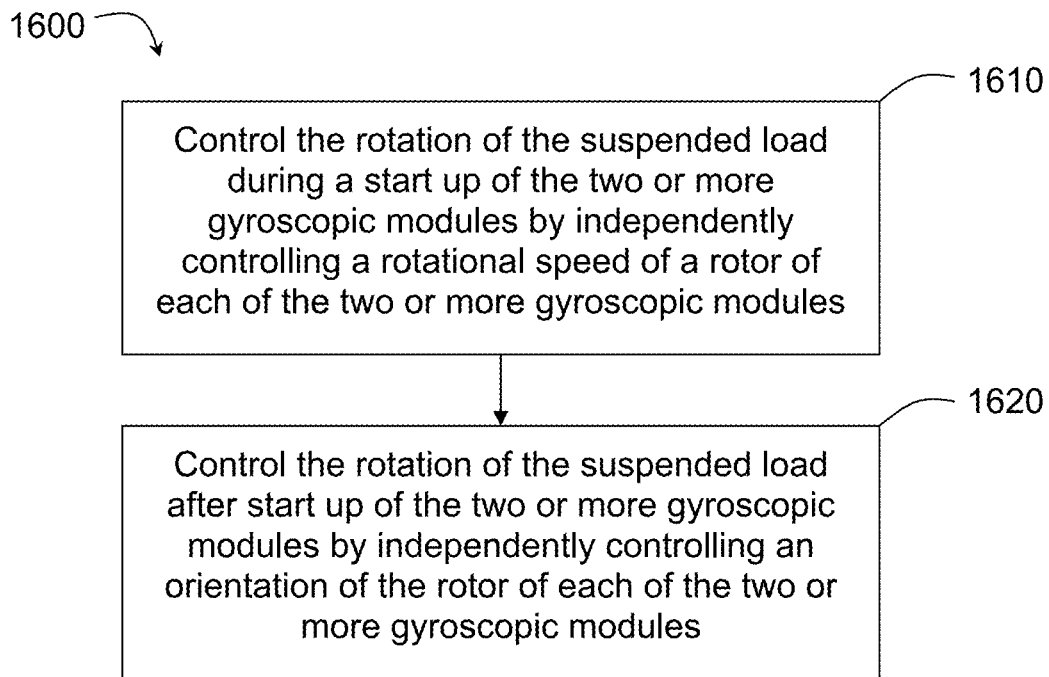 1600
1610
Control the rotation of the suspended load
during a start up of the two or more
gyroscopic modules by independently
controlling a rotational speed of a rotor of
each of the two or more gyroscopic modules
1620
Control the rotation of the suspended load
after start up of the two or more gyroscopic
modules by independently controlling an
orientation of the rotor of each of the two or
more gyroscopic modules